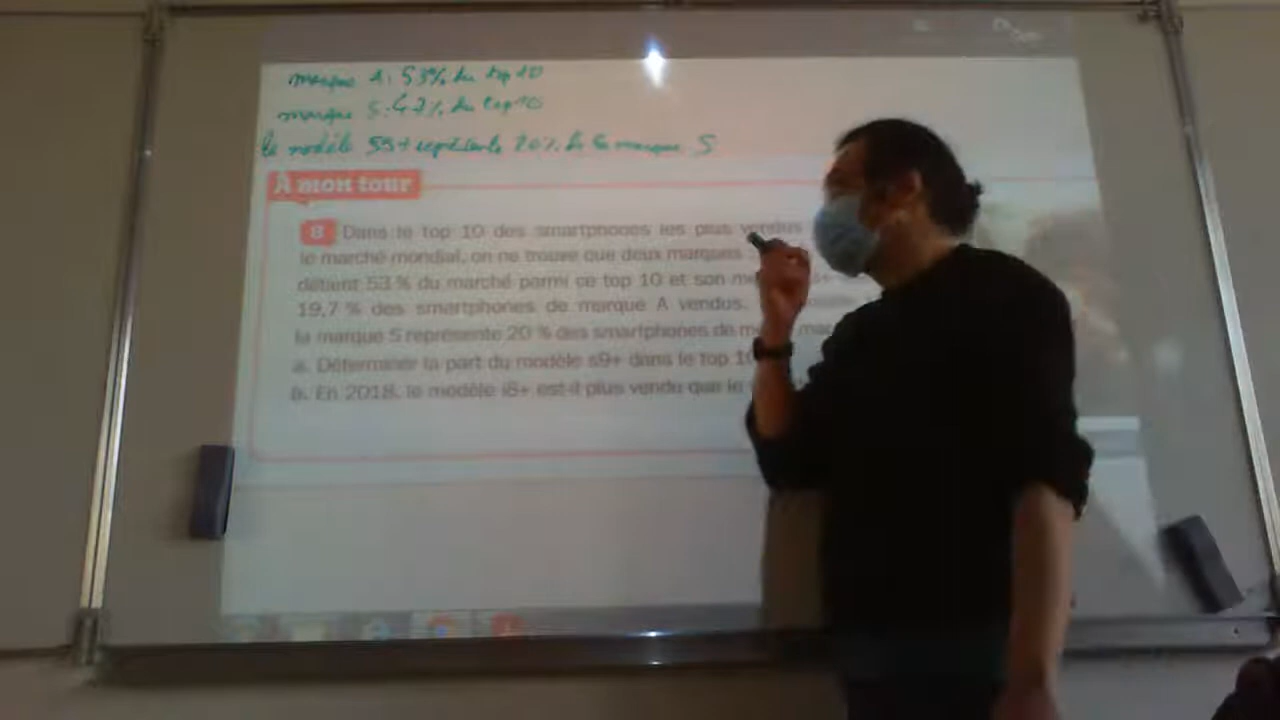 marque A : 53% du top 10
marque S : 47% du top 10
le modèle S9+ représente 20% de la marque S
À mon tour
8 Dans le top 10 des smartphones les plus vendus
le marché mondial, on ne trouve que deux marques
détient 53 % du marché parmi ce top 10 et son
19,7 % des smartphones de marque A vendus.
la marque S représente 20 % des smartphones de
a. Déterminer la part du modèle s9+ dans le top 10
b. En 2018, le modèle i8+ est-il plus vendu que le